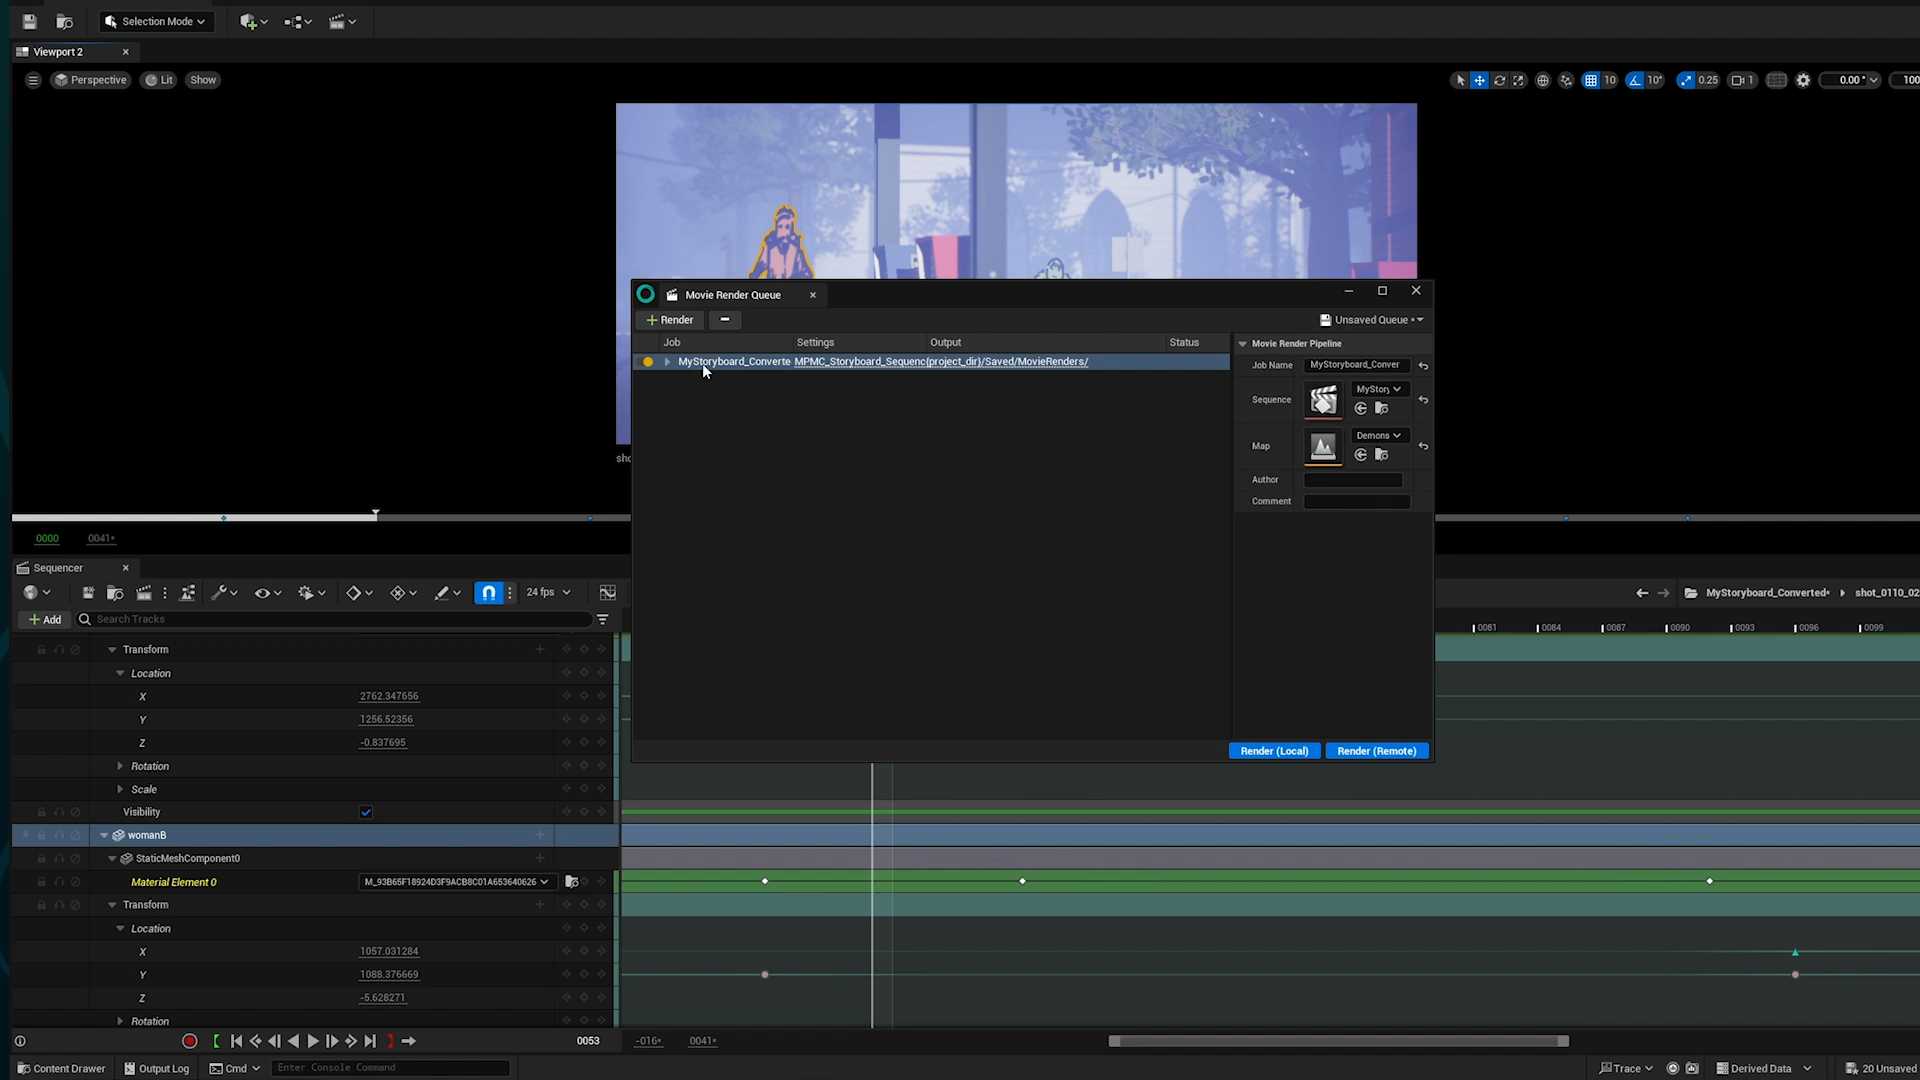 Selection Mode
Viewport 2
Perspective
Lit
Show
10
10°
0.25
1
0.00 °
100
Movie Render Queue
Render
Unsaved Queue •
Job
Settings
Output
Status
MyStoryboard_Converte
MPMC_Storyboard_Sequenc
{project_dir}/Saved/MovieRenders/
Movie Render Pipeline
Job Name
MyStoryboard_Conver
Sequence
MyStory
Map
Demons
Author
Comment
Render (Local)
Render (Remote)
sho
0000
0041*
Sequencer
24 fps
MyStoryboard_Converted*
shot_0110_02
Add
Search Tracks
0081
0084
0087
0090
0093
0096
0099
Transform
Location
X
2762.347656
Y
1256.52356
Z
-0.837695
Rotation
Scale
Visibility
womanB
StaticMeshComponent0
Material Element 0
M_93B65F18924D3F9ACB8C01A653640626
Transform
Location
X
1057.031284
Y
1088.376669
Z
-5.628271
Rotation
0053
-016*
0041*
Content Drawer
Output Log
Cmd
Enter Console Command
Trace
Derived Data
20 Unsaved